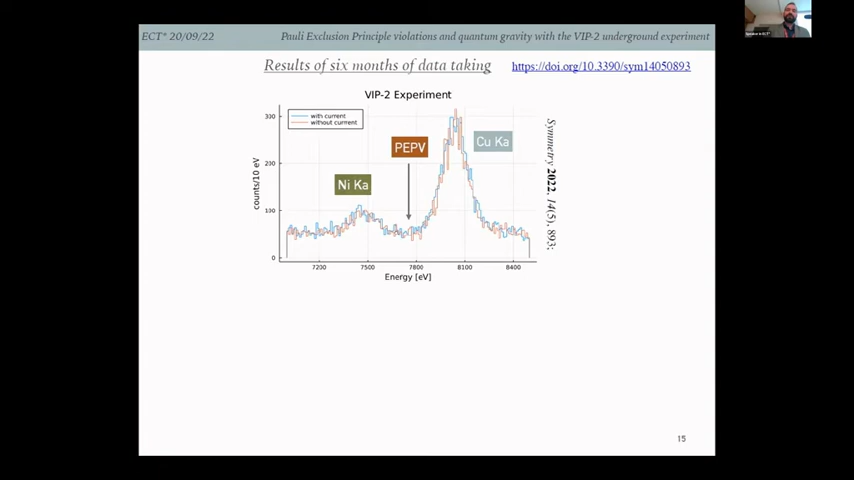 ECT* 20/09/22
Pauli Exclusion Principle violations and quantum gravity with the VIP-2 underground experiment
Results of six months of data taking
https://doi.org/10.3390/sym14050893
VIP-2 Experiment
with current
without current
counts/10 eV
300
200
100
0
Ni Ka
PEPV
Cu Ka
7200
7500
7800
8100
8400
Energy [eV]
Symmetry 2022, 14(5), 893;
15
Speaker in ECT*